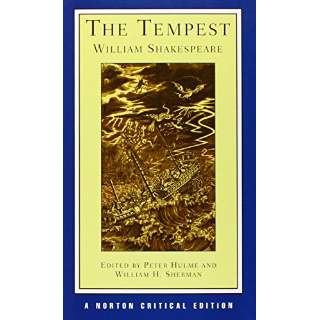 THE TEMPEST
WILLIAM SHAKESPEARE
EDITED BY PETER HULME AND
WILLIAM H. SHERMAN
A NORTON CRITICAL EDITION